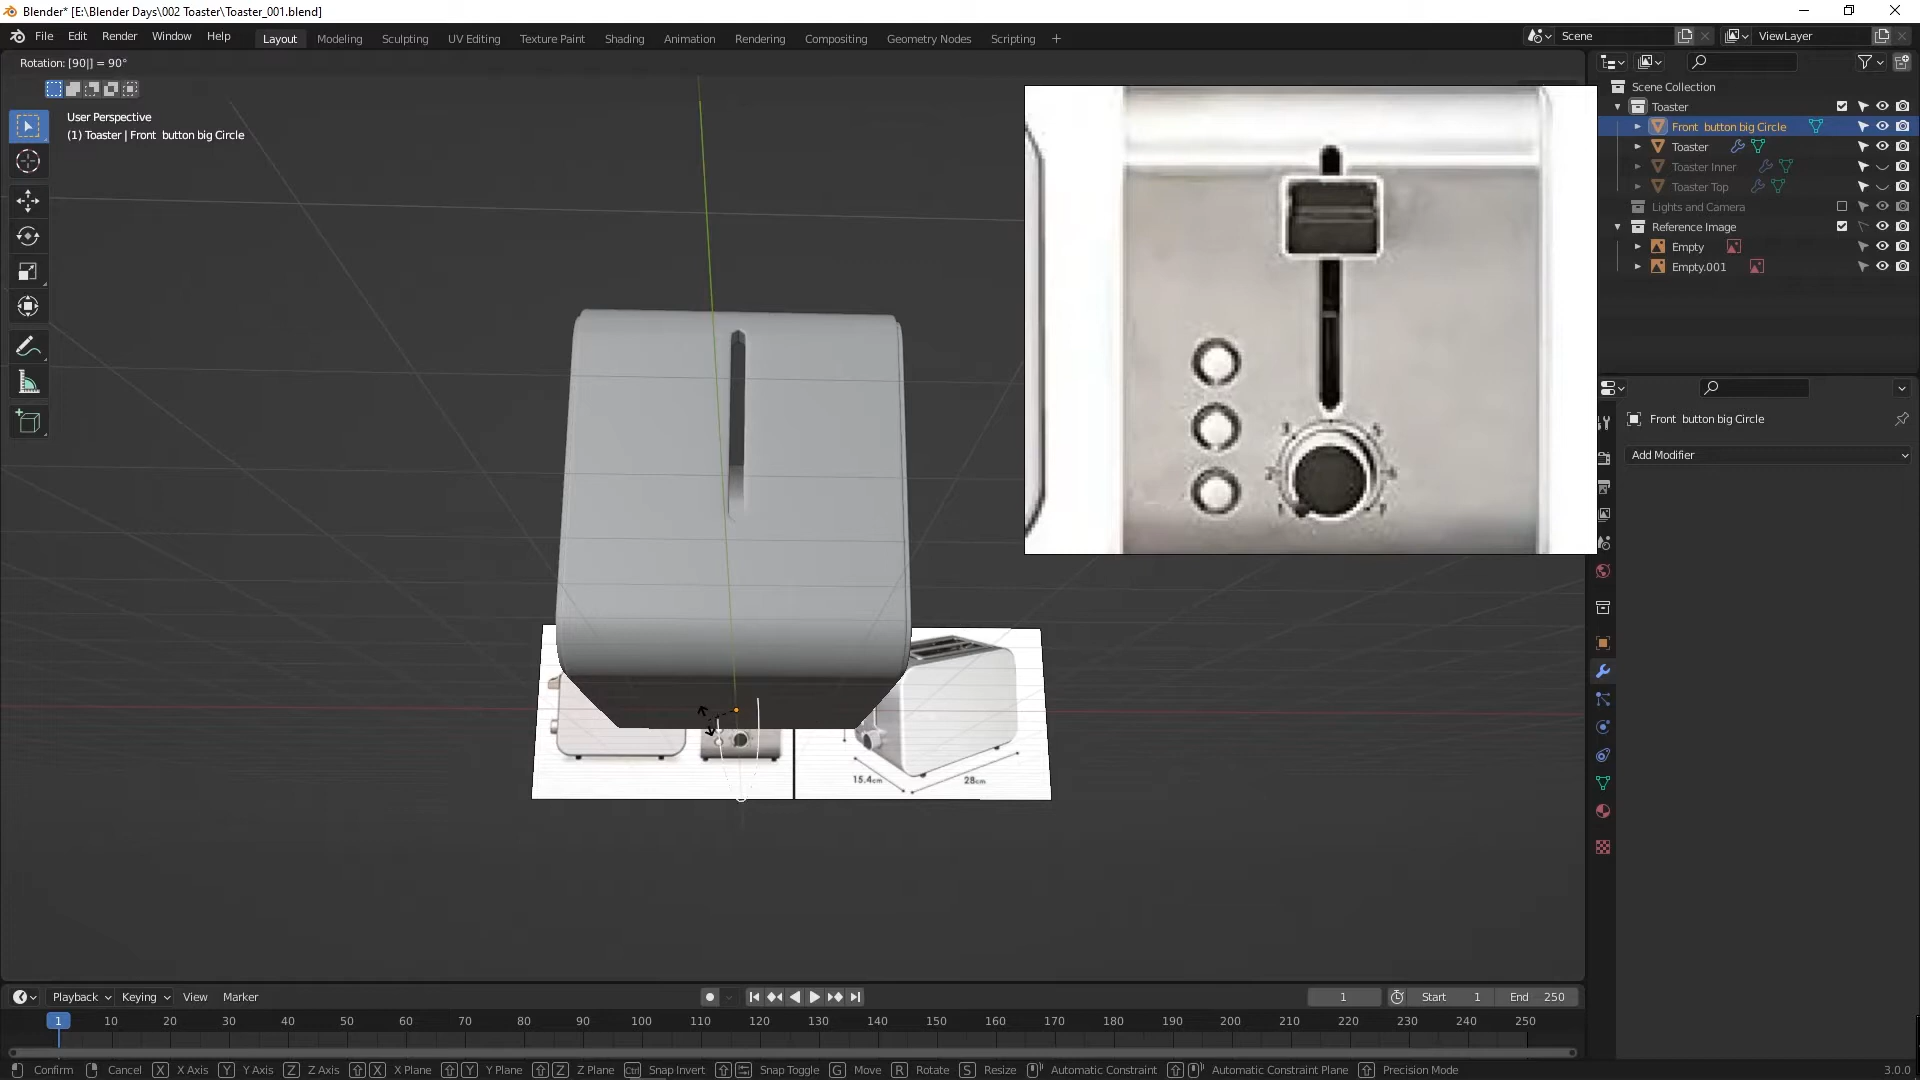 Blender* [E:\Blender Days\002 Toaster\Toaster_001.blend]
File Edit Render Window Help Layout Modeling Sculpting UV Editing Texture Paint Shading Animation Rendering Compositing Geometry Nodes Scripting + Scene ViewLayer
Rotation: [90|] = 90°
User Perspective
(1) Toaster | Front button big Circle
Scene Collection
Toaster
Front button big Circle
Toaster
Toaster Inner
Toaster Top
Lights and Camera
Reference Image
Empty
Empty.001
Front button big Circle
Add Modifier
15.4cm
28cm
Playback Keying View Marker 1 Start 1 End 250
1 10 20 30 40 50 60 70 80 90 100 110 120 130 140 150 160 170 180 190 200 210 220 230 240 250
Confirm Cancel X X Axis Y Y Axis Z Z Axis X X Plane Y Y Plane Z Z Plane Ctrl Snap Invert Snap Toggle G Move R Rotate S Resize Automatic Constraint Automatic Constraint Plane Precision Mode 3.0.0